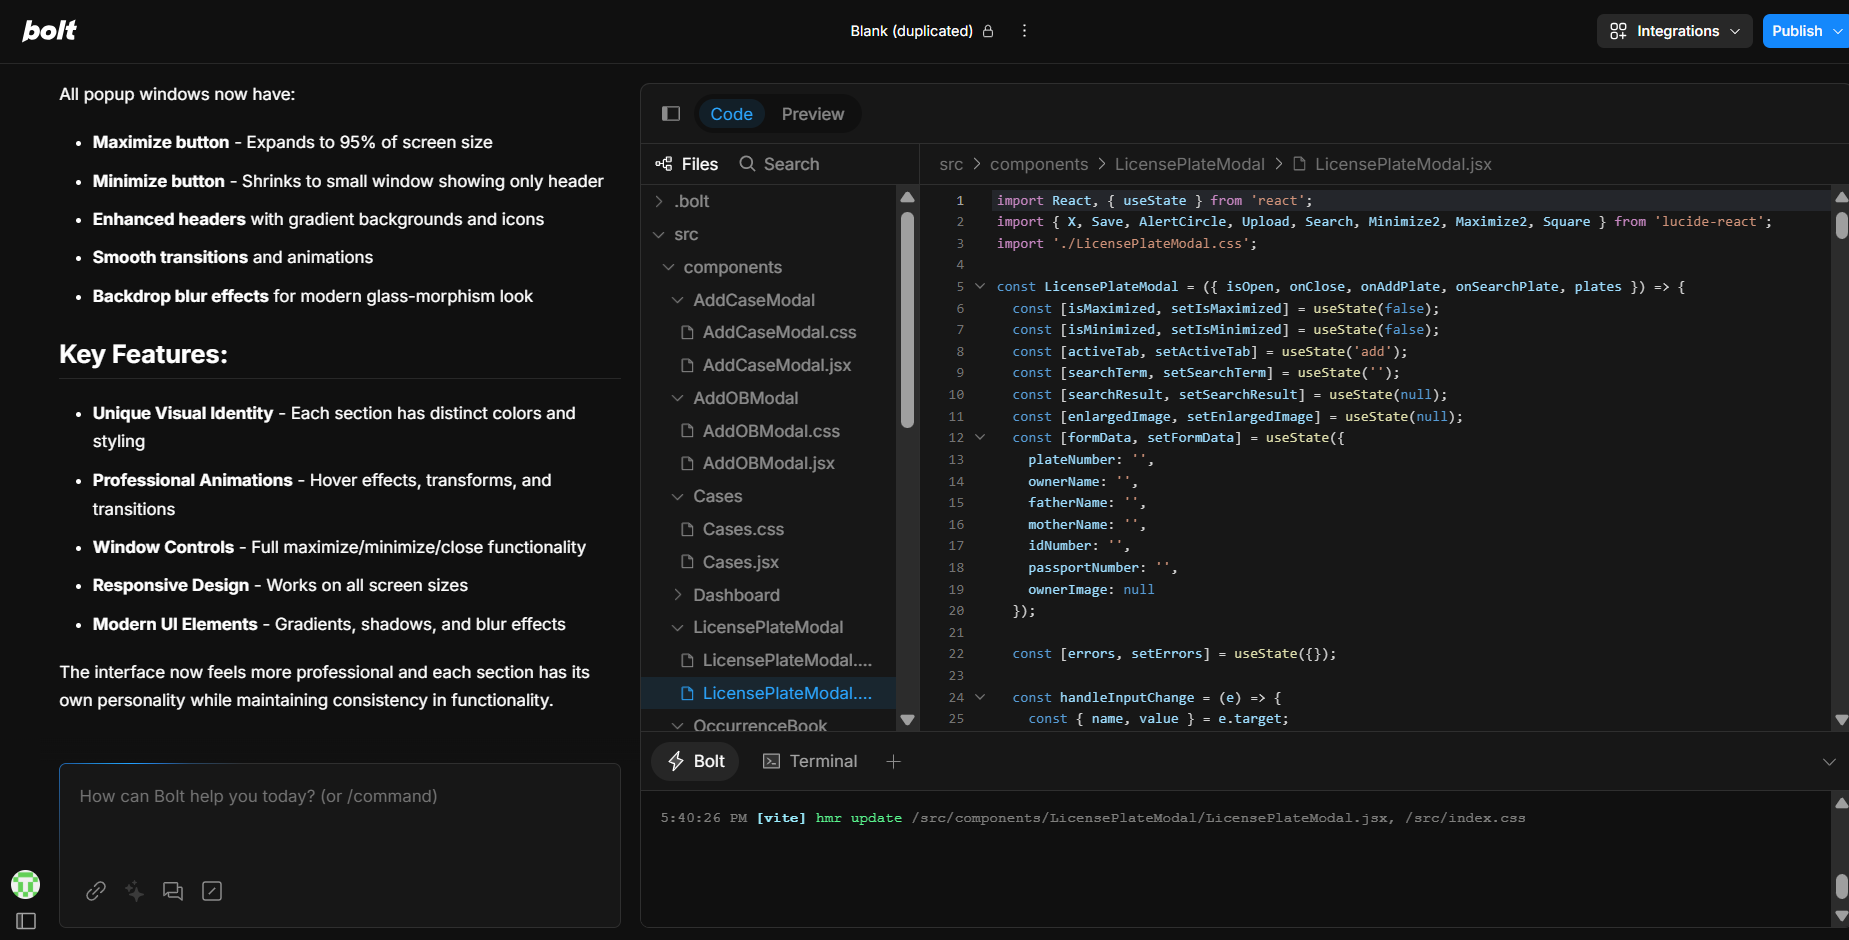 bolt
Blank (duplicated)
Integrations
Publish
All popup windows now have:
• Maximize button - Expands to 95% of screen size
• Minimize button - Shrinks to small window showing only header
• Enhanced headers with gradient backgrounds and icons
• Smooth transitions and animations
• Backdrop blur effects for modern glass-morphism look
Key Features:
• Unique Visual Identity - Each section has distinct colors and
styling
• Professional Animations - Hover effects, transforms, and
transitions
• Window Controls - Full maximize/minimize/close functionality
• Responsive Design - Works on all screen sizes
• Modern UI Elements - Gradients, shadows, and blur effects
The interface now feels more professional and each section has its
own personality while maintaining consistency in functionality.
How can Bolt help you today? (or /command)
Code Preview
Files Search
.bolt
src
components
AddCaseModal
AddCaseModal.css
AddCaseModal.jsx
AddOBModal
AddOBModal.css
AddOBModal.jsx
Cases
Cases.css
Cases.jsx
Dashboard
LicensePlateModal
LicensePlateModal....
LicensePlateModal....
OccurrenceBook
src > components > LicensePlateModal > LicensePlateModal.jsx
1 import React, { useState } from 'react';
2 import { X, Save, AlertCircle, Upload, Search, Minimize2, Maximize2, Square } from 'lucide-react';
3 import './LicensePlateModal.css';
4
5 const LicensePlateModal = ({ isOpen, onClose, onAddPlate, onSearchPlate, plates }) => {
6 const [isMaximized, setIsMaximized] = useState(false);
7 const [isMinimized, setIsMinimized] = useState(false);
8 const [activeTab, setActiveTab] = useState('add');
9 const [searchTerm, setSearchTerm] = useState('');
10 const [searchResult, setSearchResult] = useState(null);
11 const [enlargedImage, setEnlargedImage] = useState(null);
12 const [formData, setFormData] = useState({
13 plateNumber: '',
14 ownerName: '',
15 fatherName: '',
16 motherName: '',
17 idNumber: '',
18 passportNumber: '',
19 ownerImage: null
20 });
21
22 const [errors, setErrors] = useState({});
23
24 const handleInputChange = (e) => {
25 const { name, value } = e.target;
Bolt Terminal
5:40:26 PM [vite] hmr update /src/components/LicensePlateModal/LicensePlateModal.jsx, /src/index.css